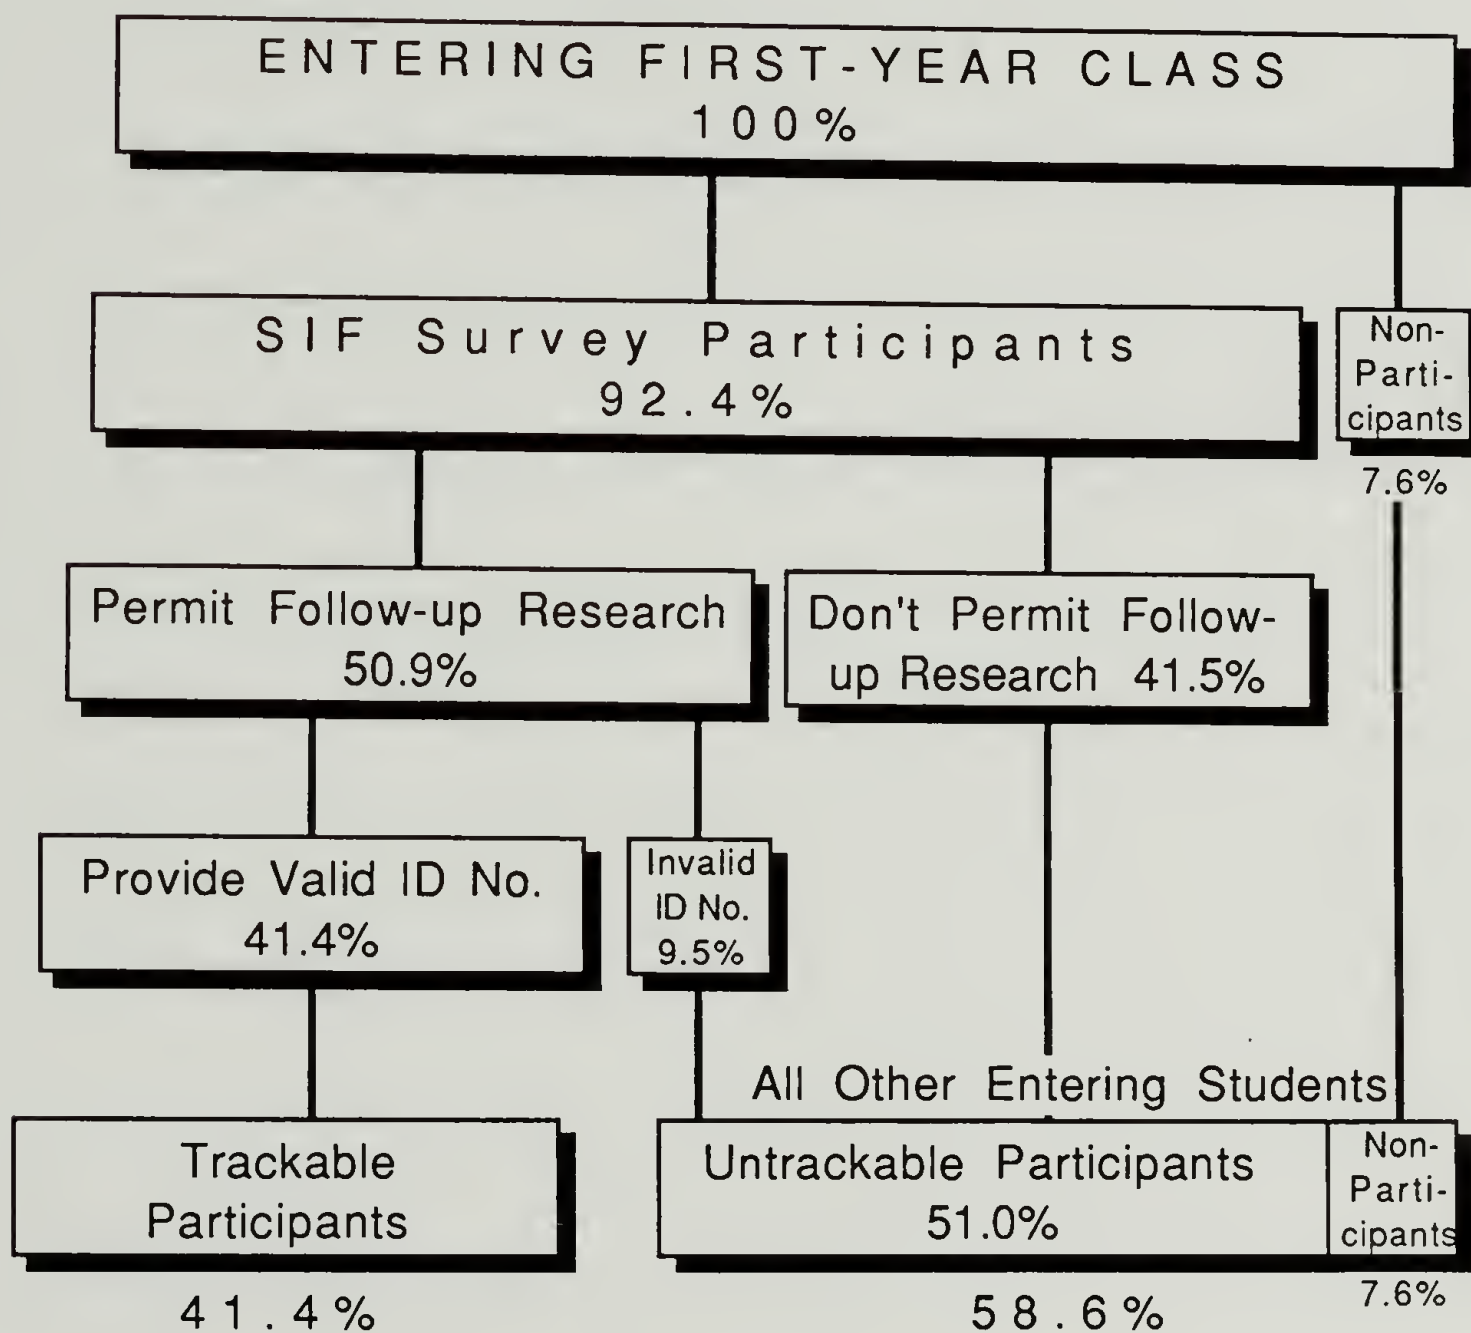 ENTERING FIRST-YEAR CLASS
100%
SIF Survey Participants
92.4%
Non-
Parti-
cipants
7.6%
Permit Follow-up Research
50.9%
Don't Permit Follow-
up Research 41.5%
Provide Valid ID No.
41.4%
Invalid
ID No.
9.5%
All Other Entering Students
Trackable
Participants
41.4%
Untrackable Participants
51.0%
Non-
Parti-
cipants
7.6%
58.6%